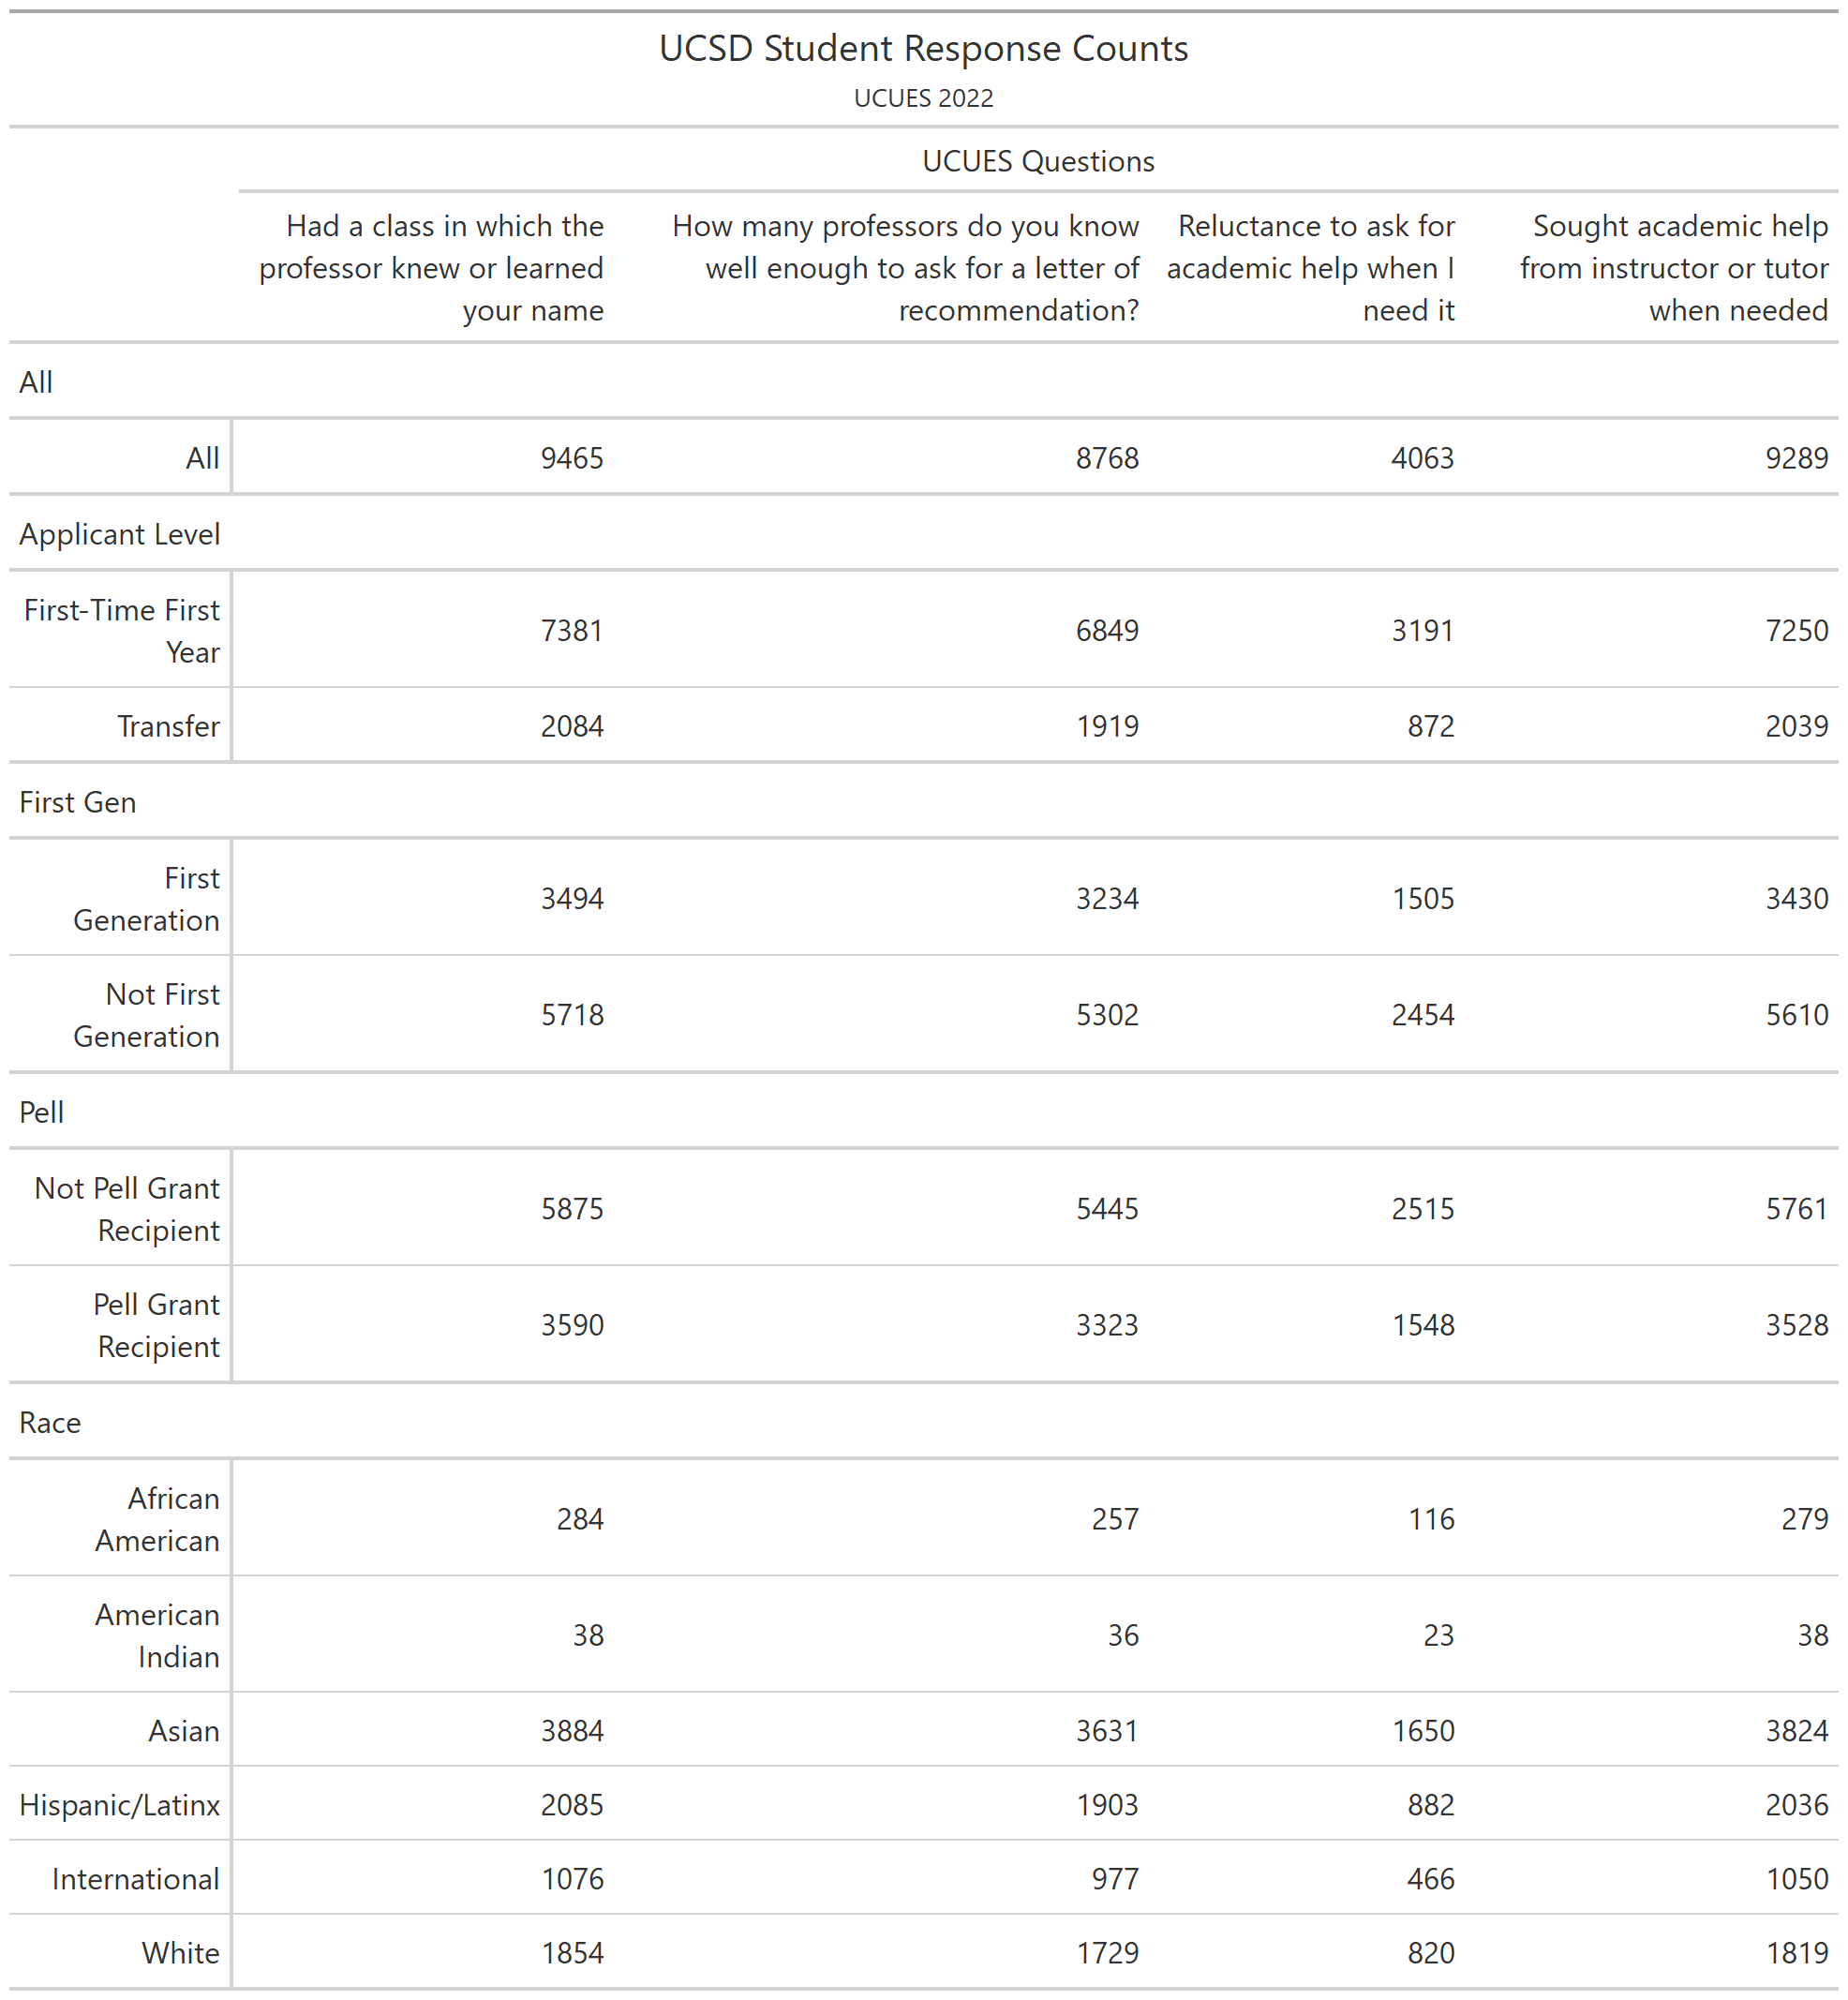 UCSD Student Response Counts
UCUES 2022
UCUES Questions
Had a class in which the professor knew or learned your name
How many professors do you know well enough to ask for a letter of recommendation?
Reluctance to ask for academic help when I need it
Sought academic help from instructor or tutor when needed
All
All 9465 8768 4063 9289
Applicant Level
First-Time First Year 7381 6849 3191 7250
Transfer 2084 1919 872 2039
First Gen
First Generation 3494 3234 1505 3430
Not First Generation 5718 5302 2454 5610
Pell
Not Pell Grant Recipient 5875 5445 2515 5761
Pell Grant Recipient 3590 3323 1548 3528
Race
African American 284 257 116 279
American Indian 38 36 23 38
Asian 3884 3631 1650 3824
Hispanic/Latinx 2085 1903 882 2036
International 1076 977 466 1050
White 1854 1729 820 1819